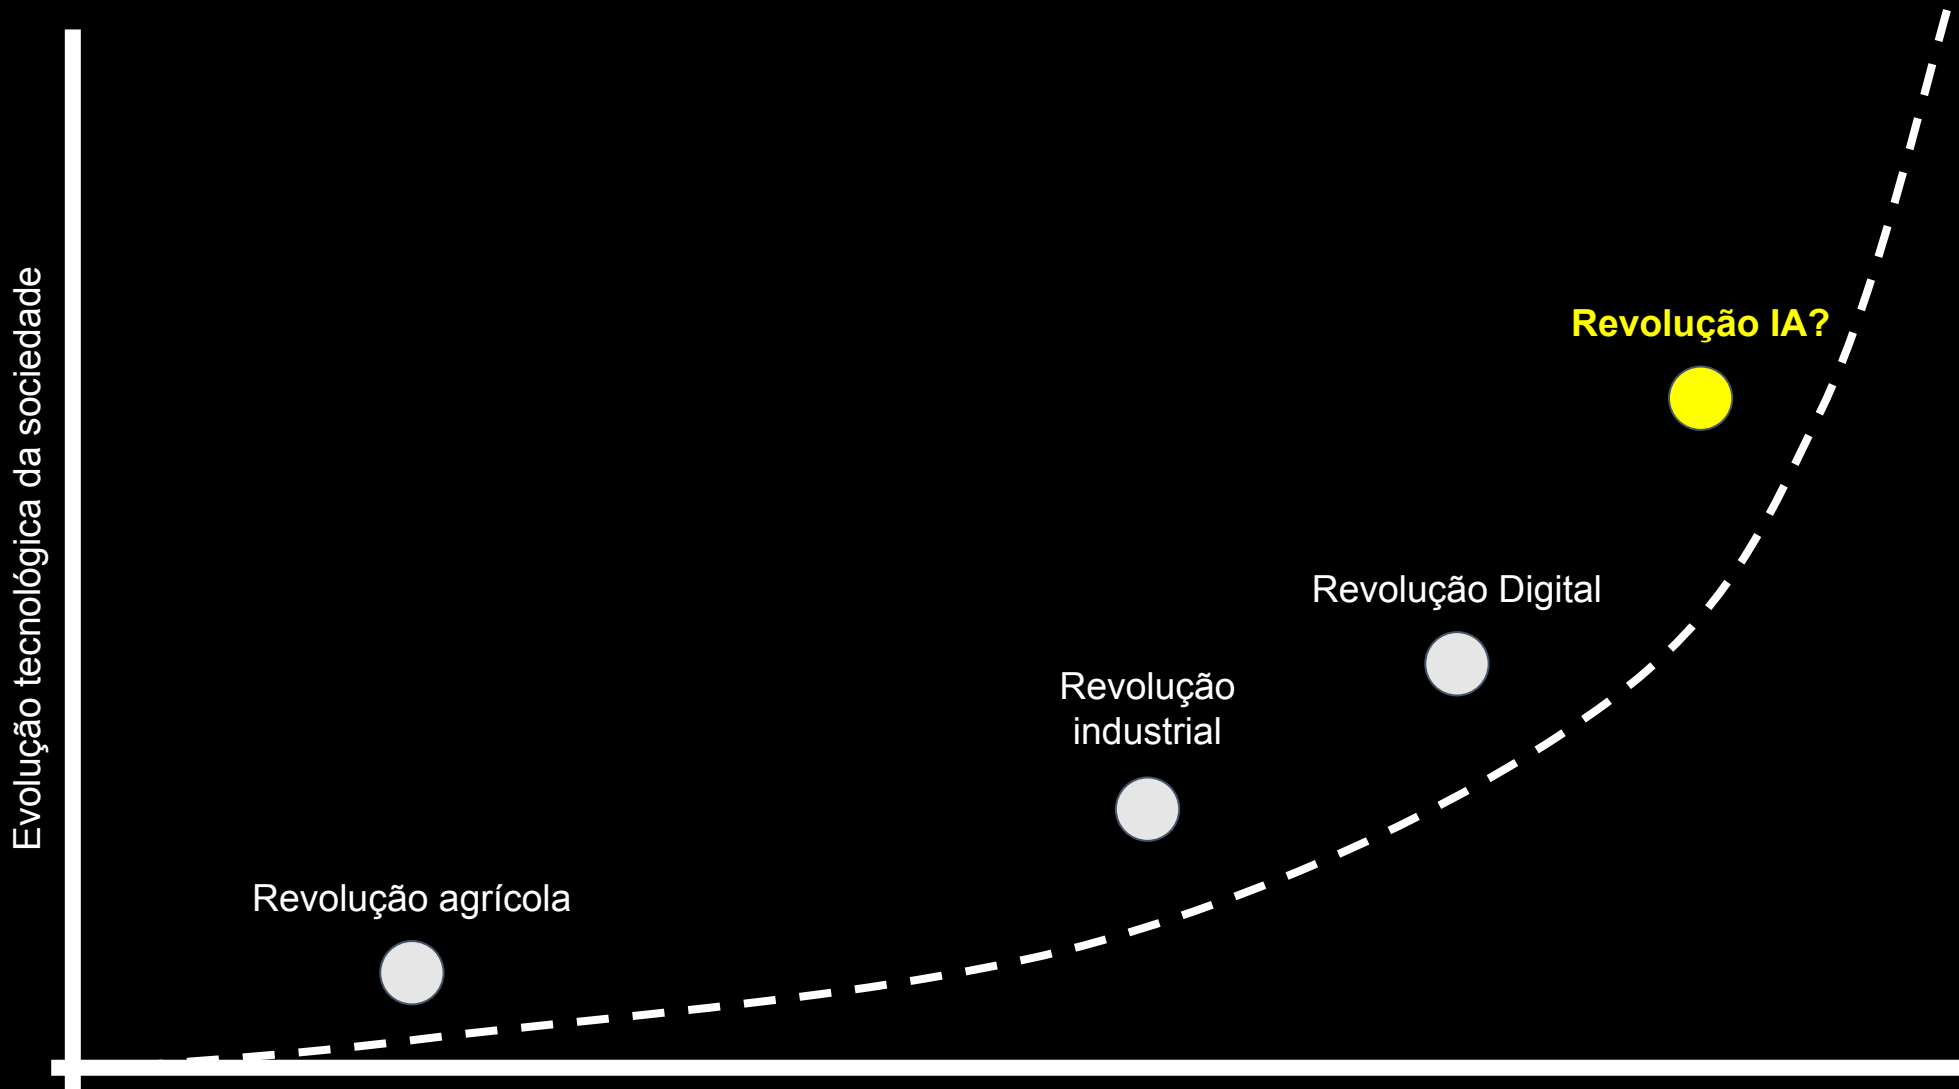 Evolução tecnológica da sociedade
Revolução IA?
Revolução Digital
Revolução
industrial
Revolução agrícola